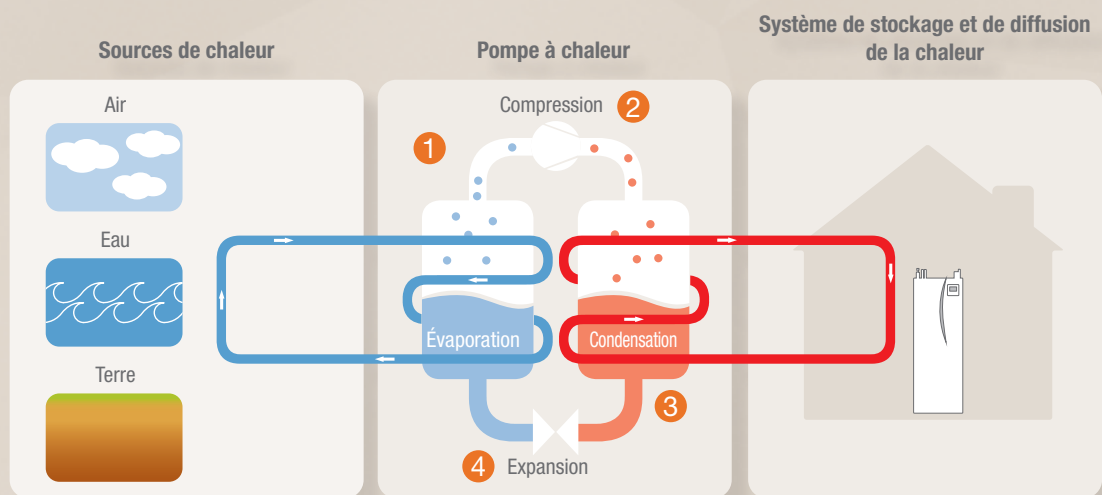 Sources de chaleur
Pompe à chaleur
Système de stockage et de diffusion
de la chaleur
Air
Eau
Terre
Compression 2
1
Évaporation
Condensation
3
4 Expansion